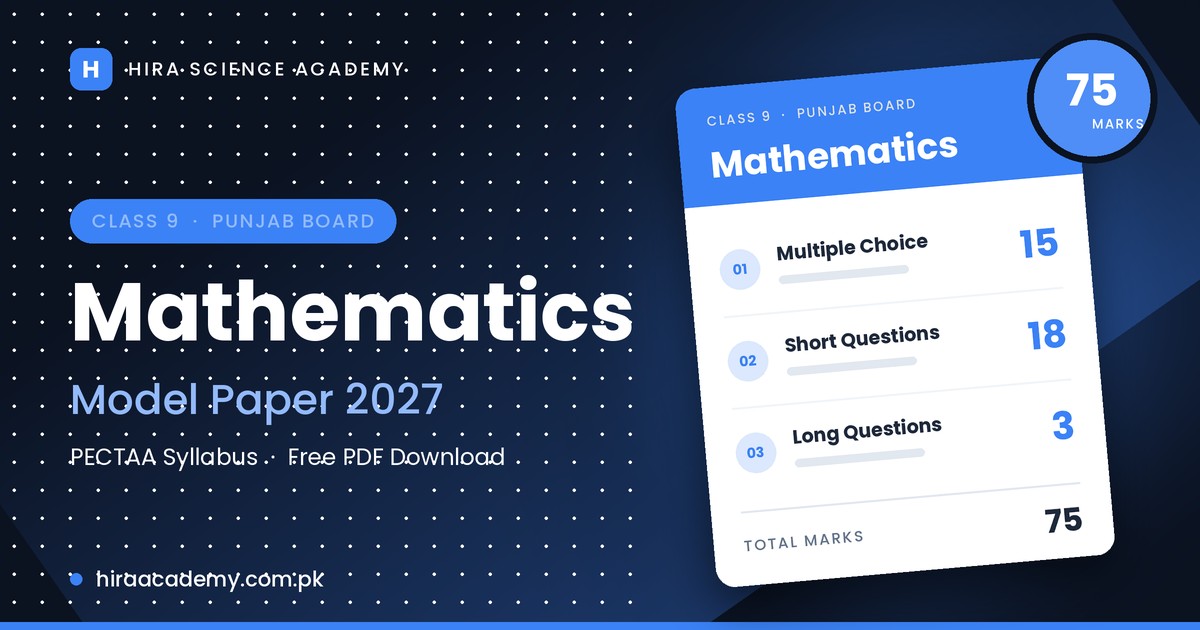 H HIRA SCIENCE ACADEMY
CLASS 9 · PUNJAB BOARD
Mathematics
Model Paper 2027
PECTAA Syllabus · Free PDF Download
hiraacademy.com.pk
75
MARKS
CLASS 9 · PUNJAB BOARD
Mathematics
01 Multiple Choice 15
02 Short Questions 18
03 Long Questions 3
TOTAL MARKS 75